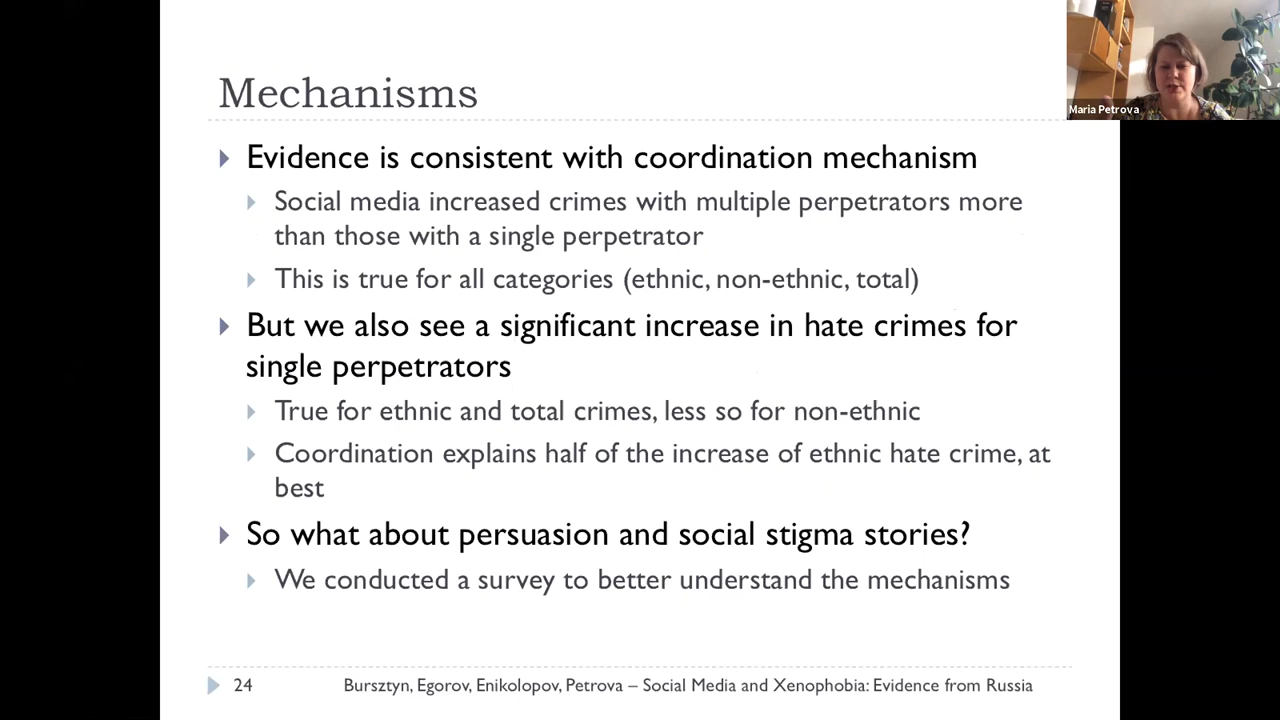 Maria Petrova
Mechanisms
Evidence is consistent with coordination mechanism
Social media increased crimes with multiple perpetrators more
than those with a single perpetrator
This is true for all categories (ethnic, non-ethnic, total)
But we also see a significant increase in hate crimes for
single perpetrators
True for ethnic and total crimes, less so for non-ethnic
Coordination explains half of the increase of ethnic hate crime, at
best
So what about persuasion and social stigma stories?
We conducted a survey to better understand the mechanisms
24 Bursztyn, Egorov, Enikolopov, Petrova – Social Media and Xenophobia: Evidence from Russia